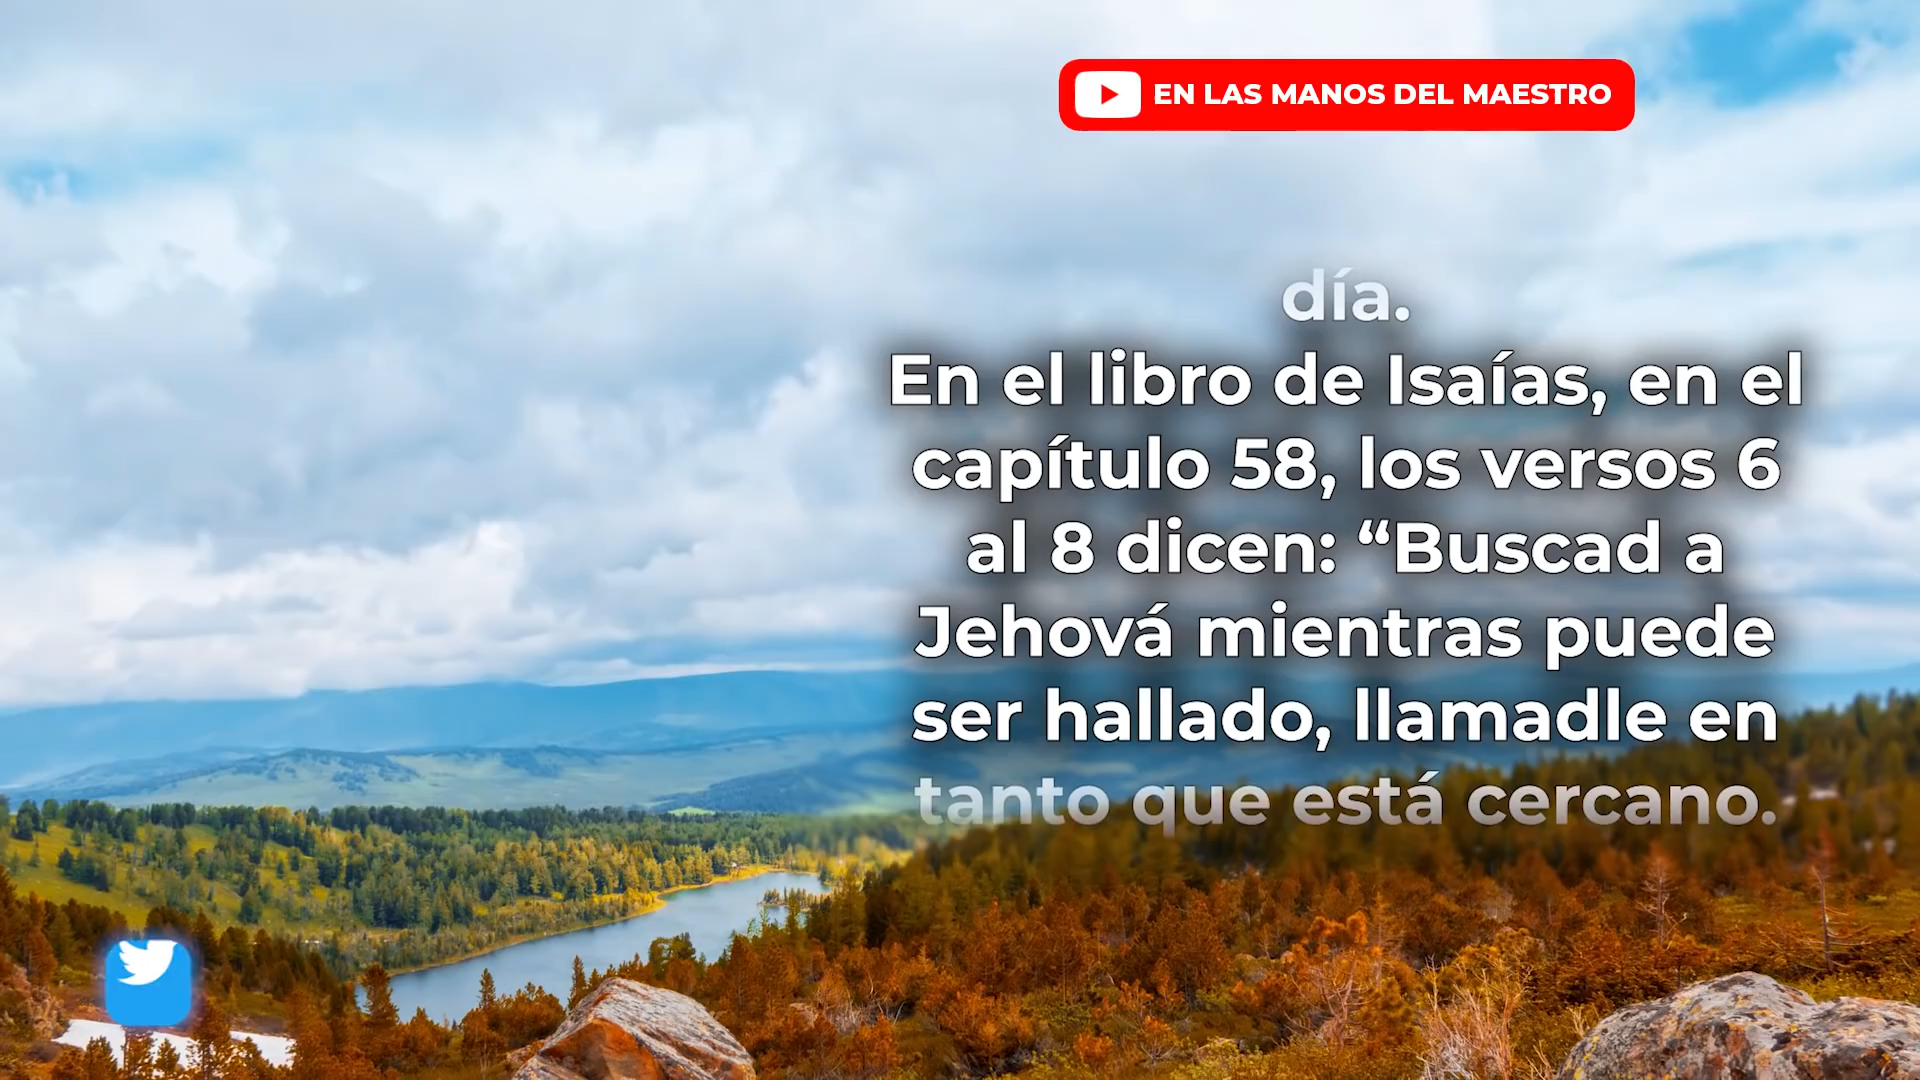 EN LAS MANOS DEL MAESTRO
día.
En el libro de Isaías, en el
capítulo 58, los versos 6
al 8 dicen: “Buscad a
Jehová mientras puede
ser hallado, llamadle en
tanto que está cercano.